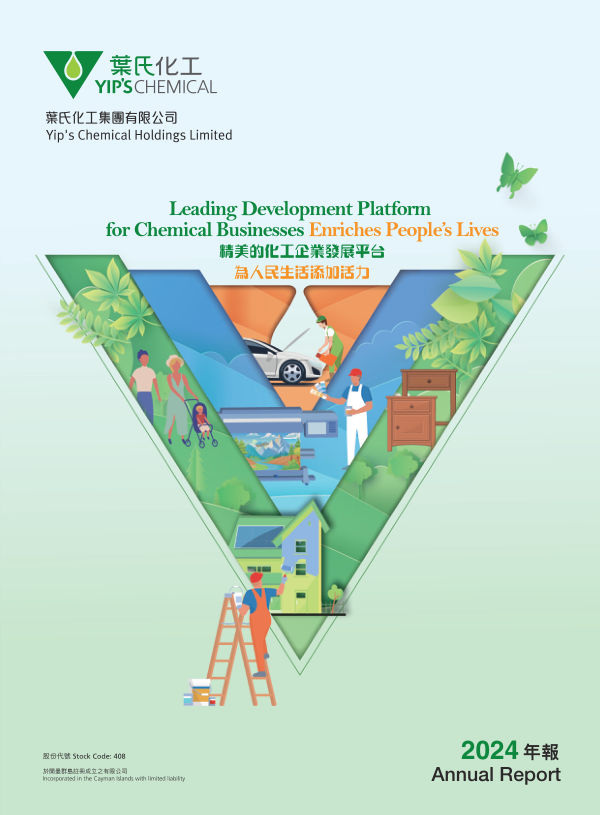 葉氏化工
YIP'S CHEMICAL
葉氏化工集團有限公司
Yip's Chemical Holdings Limited
Leading Development Platform
for Chemical Businesses Enriches People's Lives
精美的化工企業發展平台
為人民生活添加活力
股份代號 Stock Code: 408
於開曼群島註冊成立之有限公司
Incorporated in the Cayman Islands with limited liability
2024 年報
Annual Report